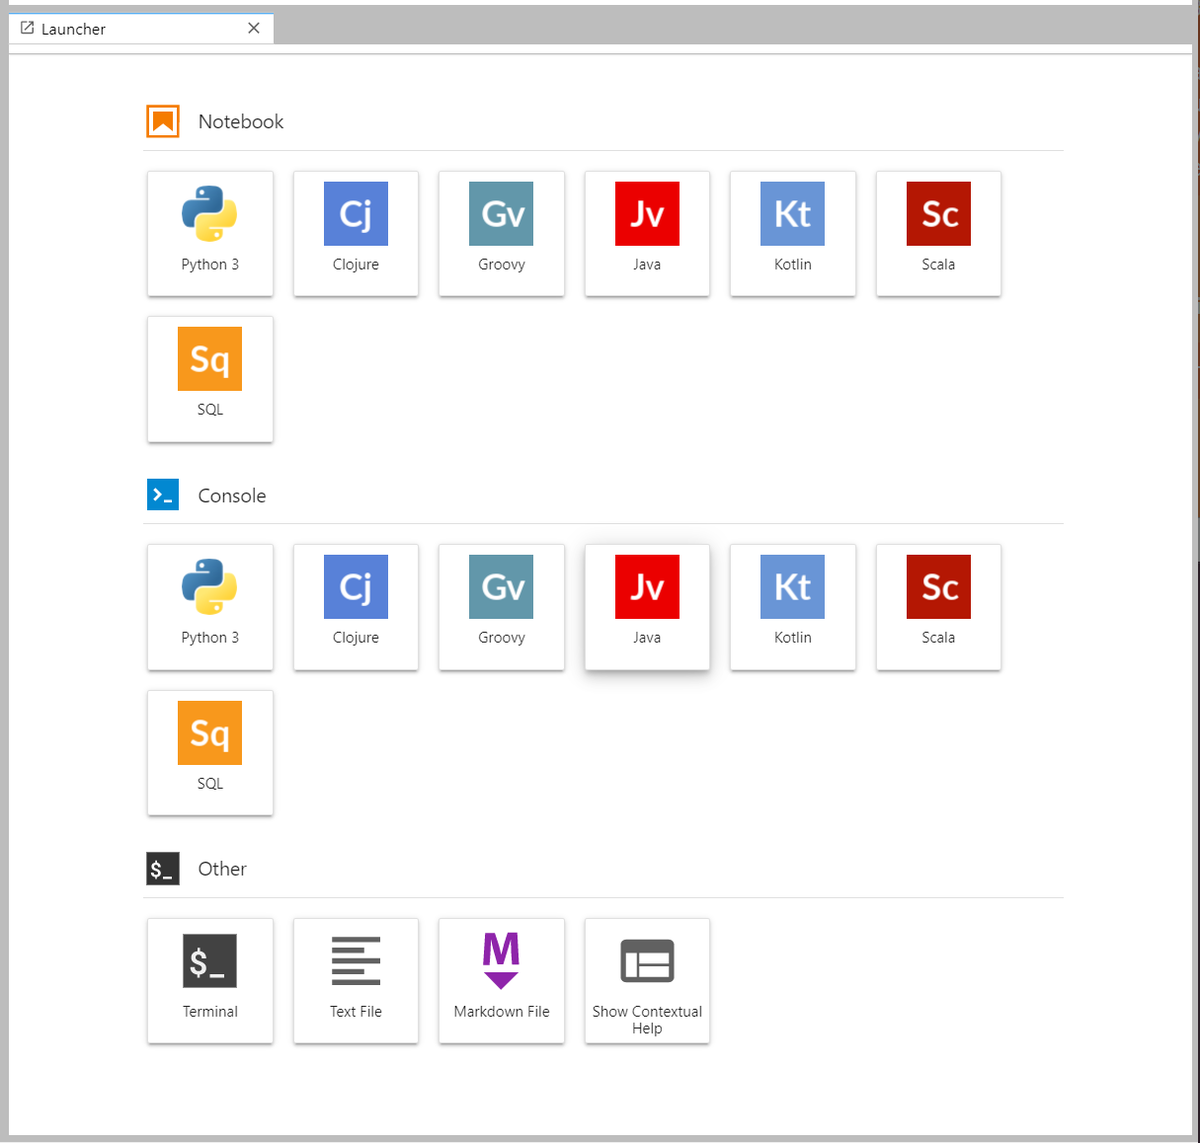 Launcher
Notebook
Python 3
Cj
Clojure
Gv
Groovy
Jv
Java
Kt
Kotlin
Sc
Scala
Sq
SQL
>_ Console
Python 3
Cj
Clojure
Gv
Groovy
Jv
Java
Kt
Kotlin
Sc
Scala
Sq
SQL
$_ Other
$_
Terminal
Text File
M
Markdown File
Show Contextual
Help